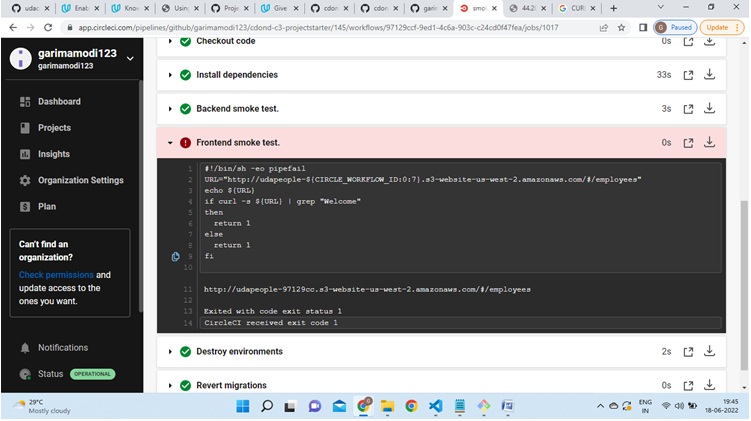 udac
Enabl
Know
Using
Proje
Give
cdon
cdon
garin
smo
44.2
CURI
app.circleci.com/pipelines/github/garimamodi123/cdond-c3-projectstarter/145/workflows/97129ccf-9ed1-4c6a-903c-c24cd0f47fea/jobs/1017
G Paused
Update
garimamodi123
garimamodi123
Dashboard
Projects
Insights
Organization Settings
Plan
Can't find an
organization?
Check permissions and
update access to the
ones you want.
Notifications
Status OPERATIONAL
Checkout code 0s
Install dependencies 33s
Backend smoke test. 3s
Frontend smoke test. 0s
1 #!/bin/sh -eo pipefail
2 URL="http://udapeople-${CIRCLE_WORKFLOW_ID:0:7}.s3-website-us-west-2.amazonaws.com/#/employees"
3 echo ${URL}
4 if curl -s ${URL} | grep "Welcome"
5 then
6 return 1
7 else
8 return 1
9 fi
10
11 http://udapeople-97129cc.s3-website-us-west-2.amazonaws.com/#/employees
12
13 Exited with code exit status 1
14 CircleCI received exit code 1
Destroy environments 2s
Revert migrations 0s
29°C
Mostly cloudy
ENG
IN
19:45
18-06-2022